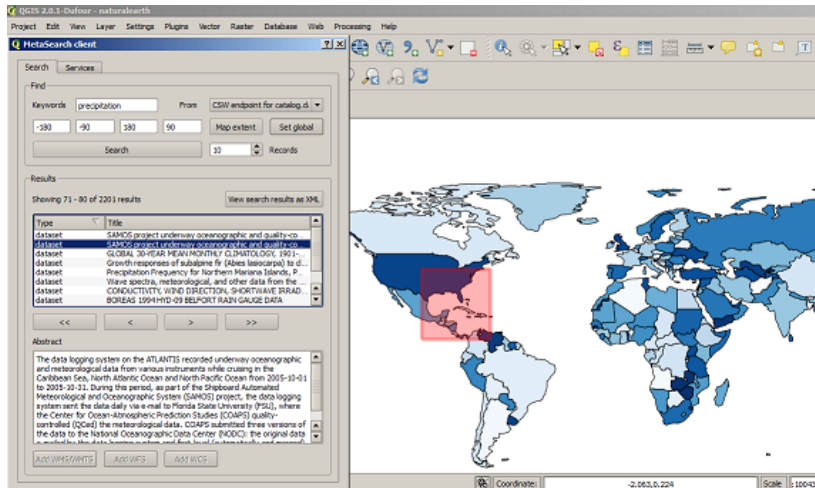 QGIS 2.0.1-Dufour - naturalearth
Project Edit View Layer Settings Plugins Vector Raster Database Web Processing Help
MetaSearch client
Search Services
Find
Keywords precipitation From CSW endpoint for catalog.d
-180 -90 180 90 Map extent Set global
Search 10 Records
Results
Showing 71 - 80 of 2201 results View search results as XML
Type Title
dataset SAMOS project underway oceanographic and quality-co...
dataset SAMOS project underway oceanographic and quality-co...
dataset GLOBAL 30-YEAR MEAN MONTHLY CLIMATOLOGY, 1901-...
dataset Growth responses of subalpine fir (Abies lasiocarpa) to d...
dataset Precipitation Frequency for Northern Mariana Islands, P...
dataset Wave spectra, meteorological, and other data from the ...
dataset CONDUCTIVITY, WIND DIRECTION, SHORTWAVE IRRAD...
dataset BOREAS 1994 HYD-09 BELFORT RAIN GAUGE DATA
<< < > >>
Abstract
The data logging system on the ATLANTIS recorded underway oceanographic
and meteorological data from various instruments while cruising in the
Caribbean Sea, North Atlantic Ocean and North Pacific Ocean from 2005-10-01
to 2005-10-31. During this period, as part of the Shipboard Automated
Meteorological and Oceanographic System (SAMOS) project, the data logging
system sent the data daily via e-mail to Florida State University (FSU), where
the Center for Ocean-Atmospheric Prediction Studies (COAPS) quality-
controlled (QCed) the meteorological data. COAPS submitted three versions of
the data to the National Oceanographic Data Center (NODC): the original data
Add WMS/WMTS Add WFS Add WCS
Coordinate: -2.063,0.224 Scale :10043